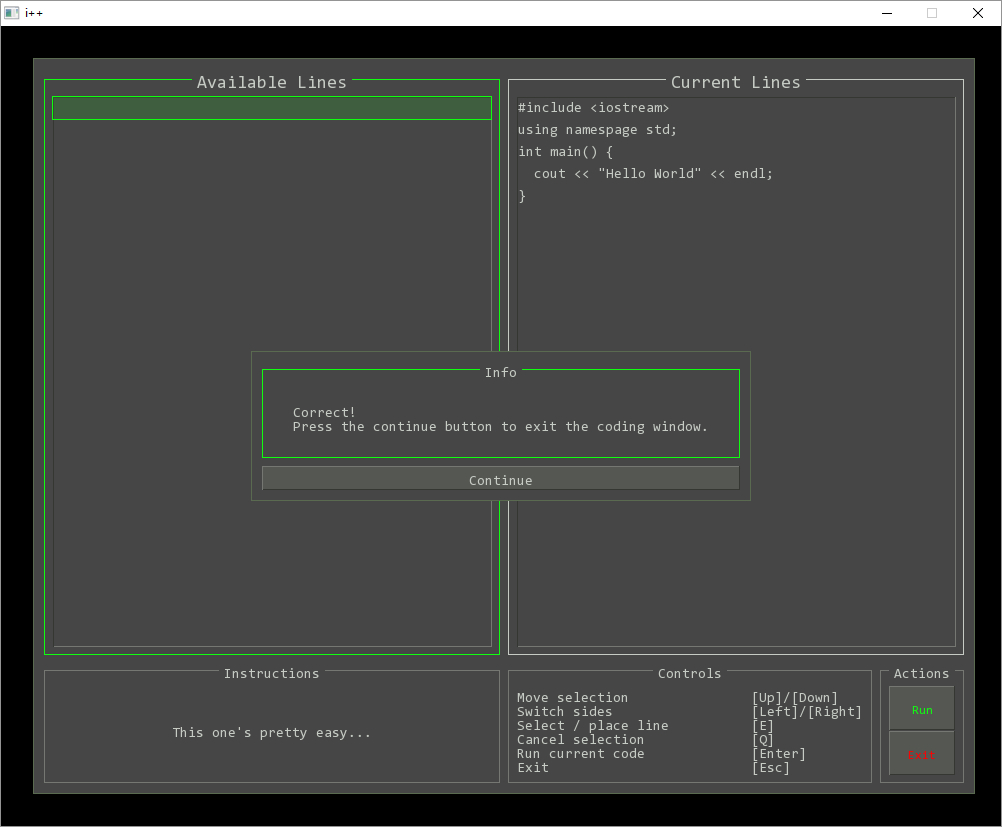 i++
Available Lines
Current Lines
#include <iostream>
using namespage std;
int main() {
  cout << "Hello World" << endl;
}
Info
Correct!
Press the continue button to exit the coding window.
Continue
Instructions
This one's pretty easy...
Controls
Move selection [Up]/[Down]
Switch sides [Left]/[Right]
Select / place line [E]
Cancel selection [Q]
Run current code [Enter]
Exit [Esc]
Actions
Run
Exit